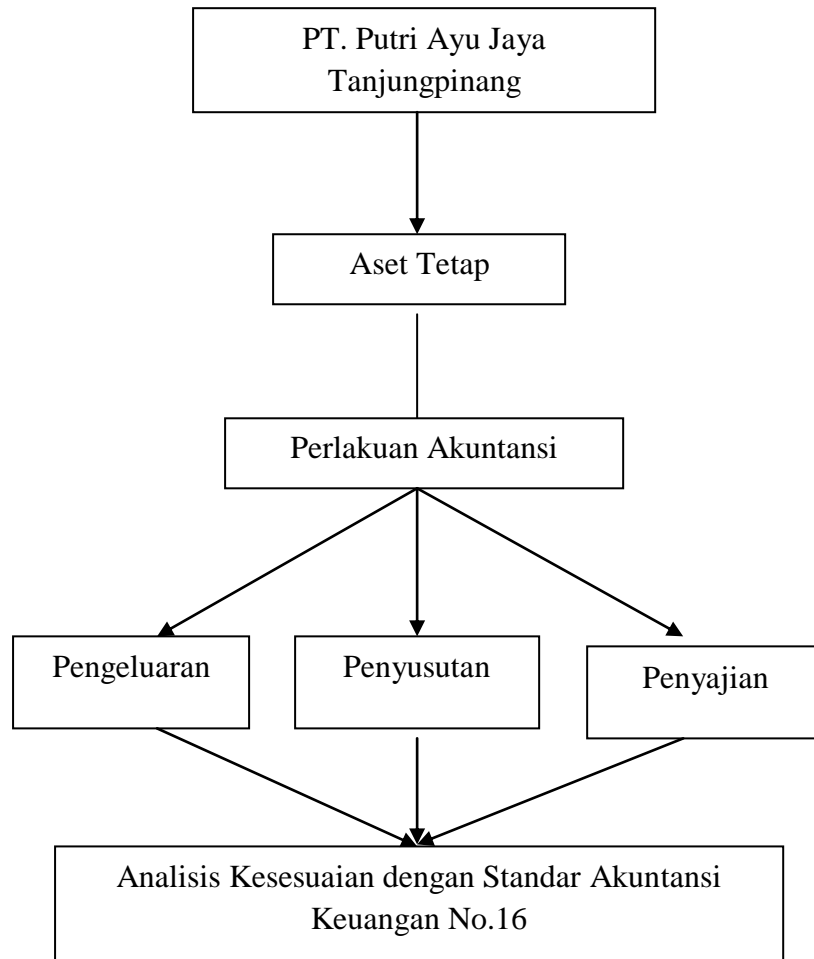 PT. Putri Ayu Jaya
Tanjungpinang
Aset Tetap
Perlakuan Akuntansi
Pengeluaran
Penyusutan
Penyajian
Analisis Kesesuaian dengan Standar Akuntansi
Keuangan No.16